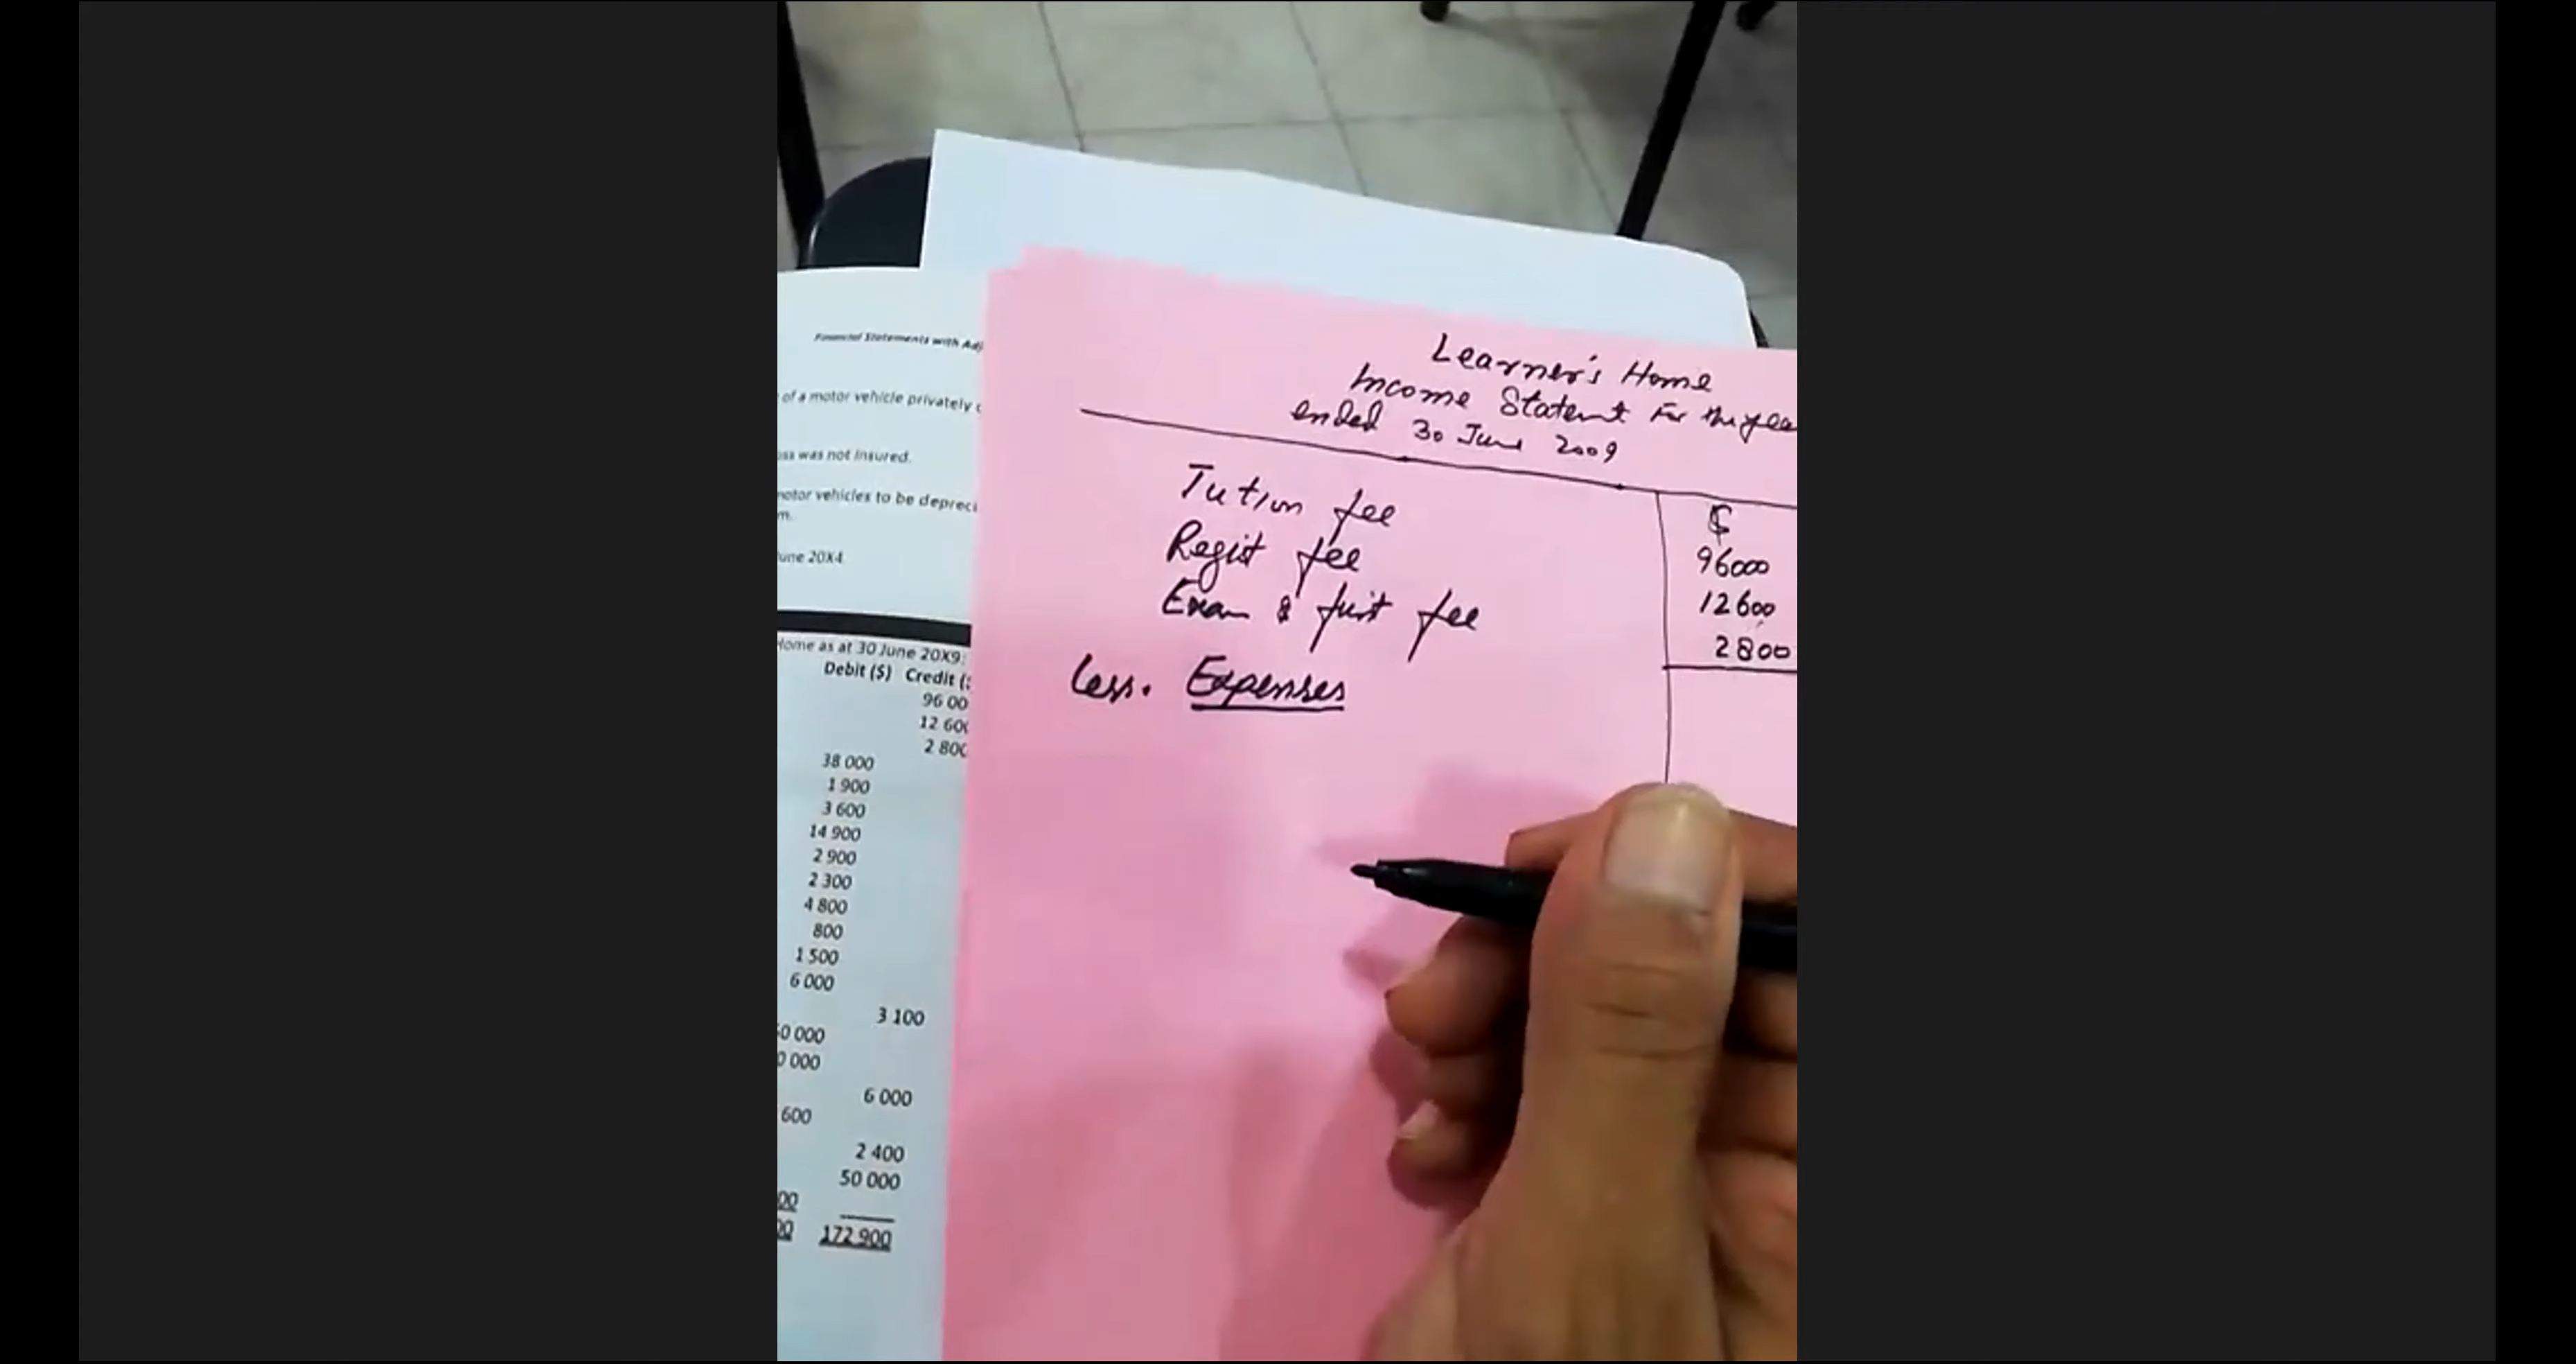 Financial Statements with Adj
of a motor vehicle privately
oss was not insured.
motor vehicles to be depreci
m.
une 20X4.
Home as at 30 June 20X9:
Debit ($) Credit (
96 00
12 600
2 800
38 000
1 900
3 600
14 900
2 900
2 300
4 800
800
1 500
6 000
3 100
0 000
0 000
6 000
600
2 400
50 000
00
00 172 900
Learner's Home
Income Statement For the yea
ended 30 June 2009
$
Tution fee 96000
Regist fee 12600
Exam & fee 2800
Less. Expenses